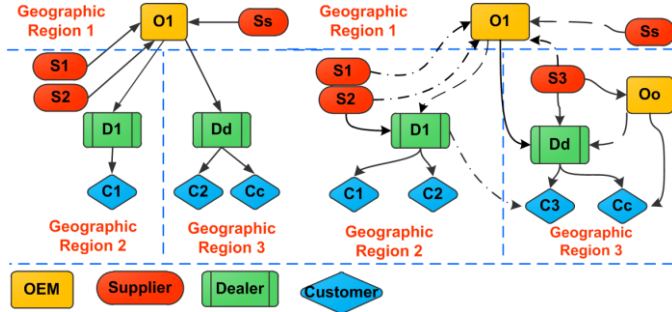 Geographic
Region 1
O1
Ss
S1
S2
D1
Dd
C1
C2
Cc
Geographic
Region 2
Geographic
Region 3
Geographic
Region 1
O1
Ss
S1
S2
S3
Oo
D1
Dd
C1
C2
C3
Cc
Geographic
Region 2
Geographic
Region 3
OEM
Supplier
Dealer
Customer